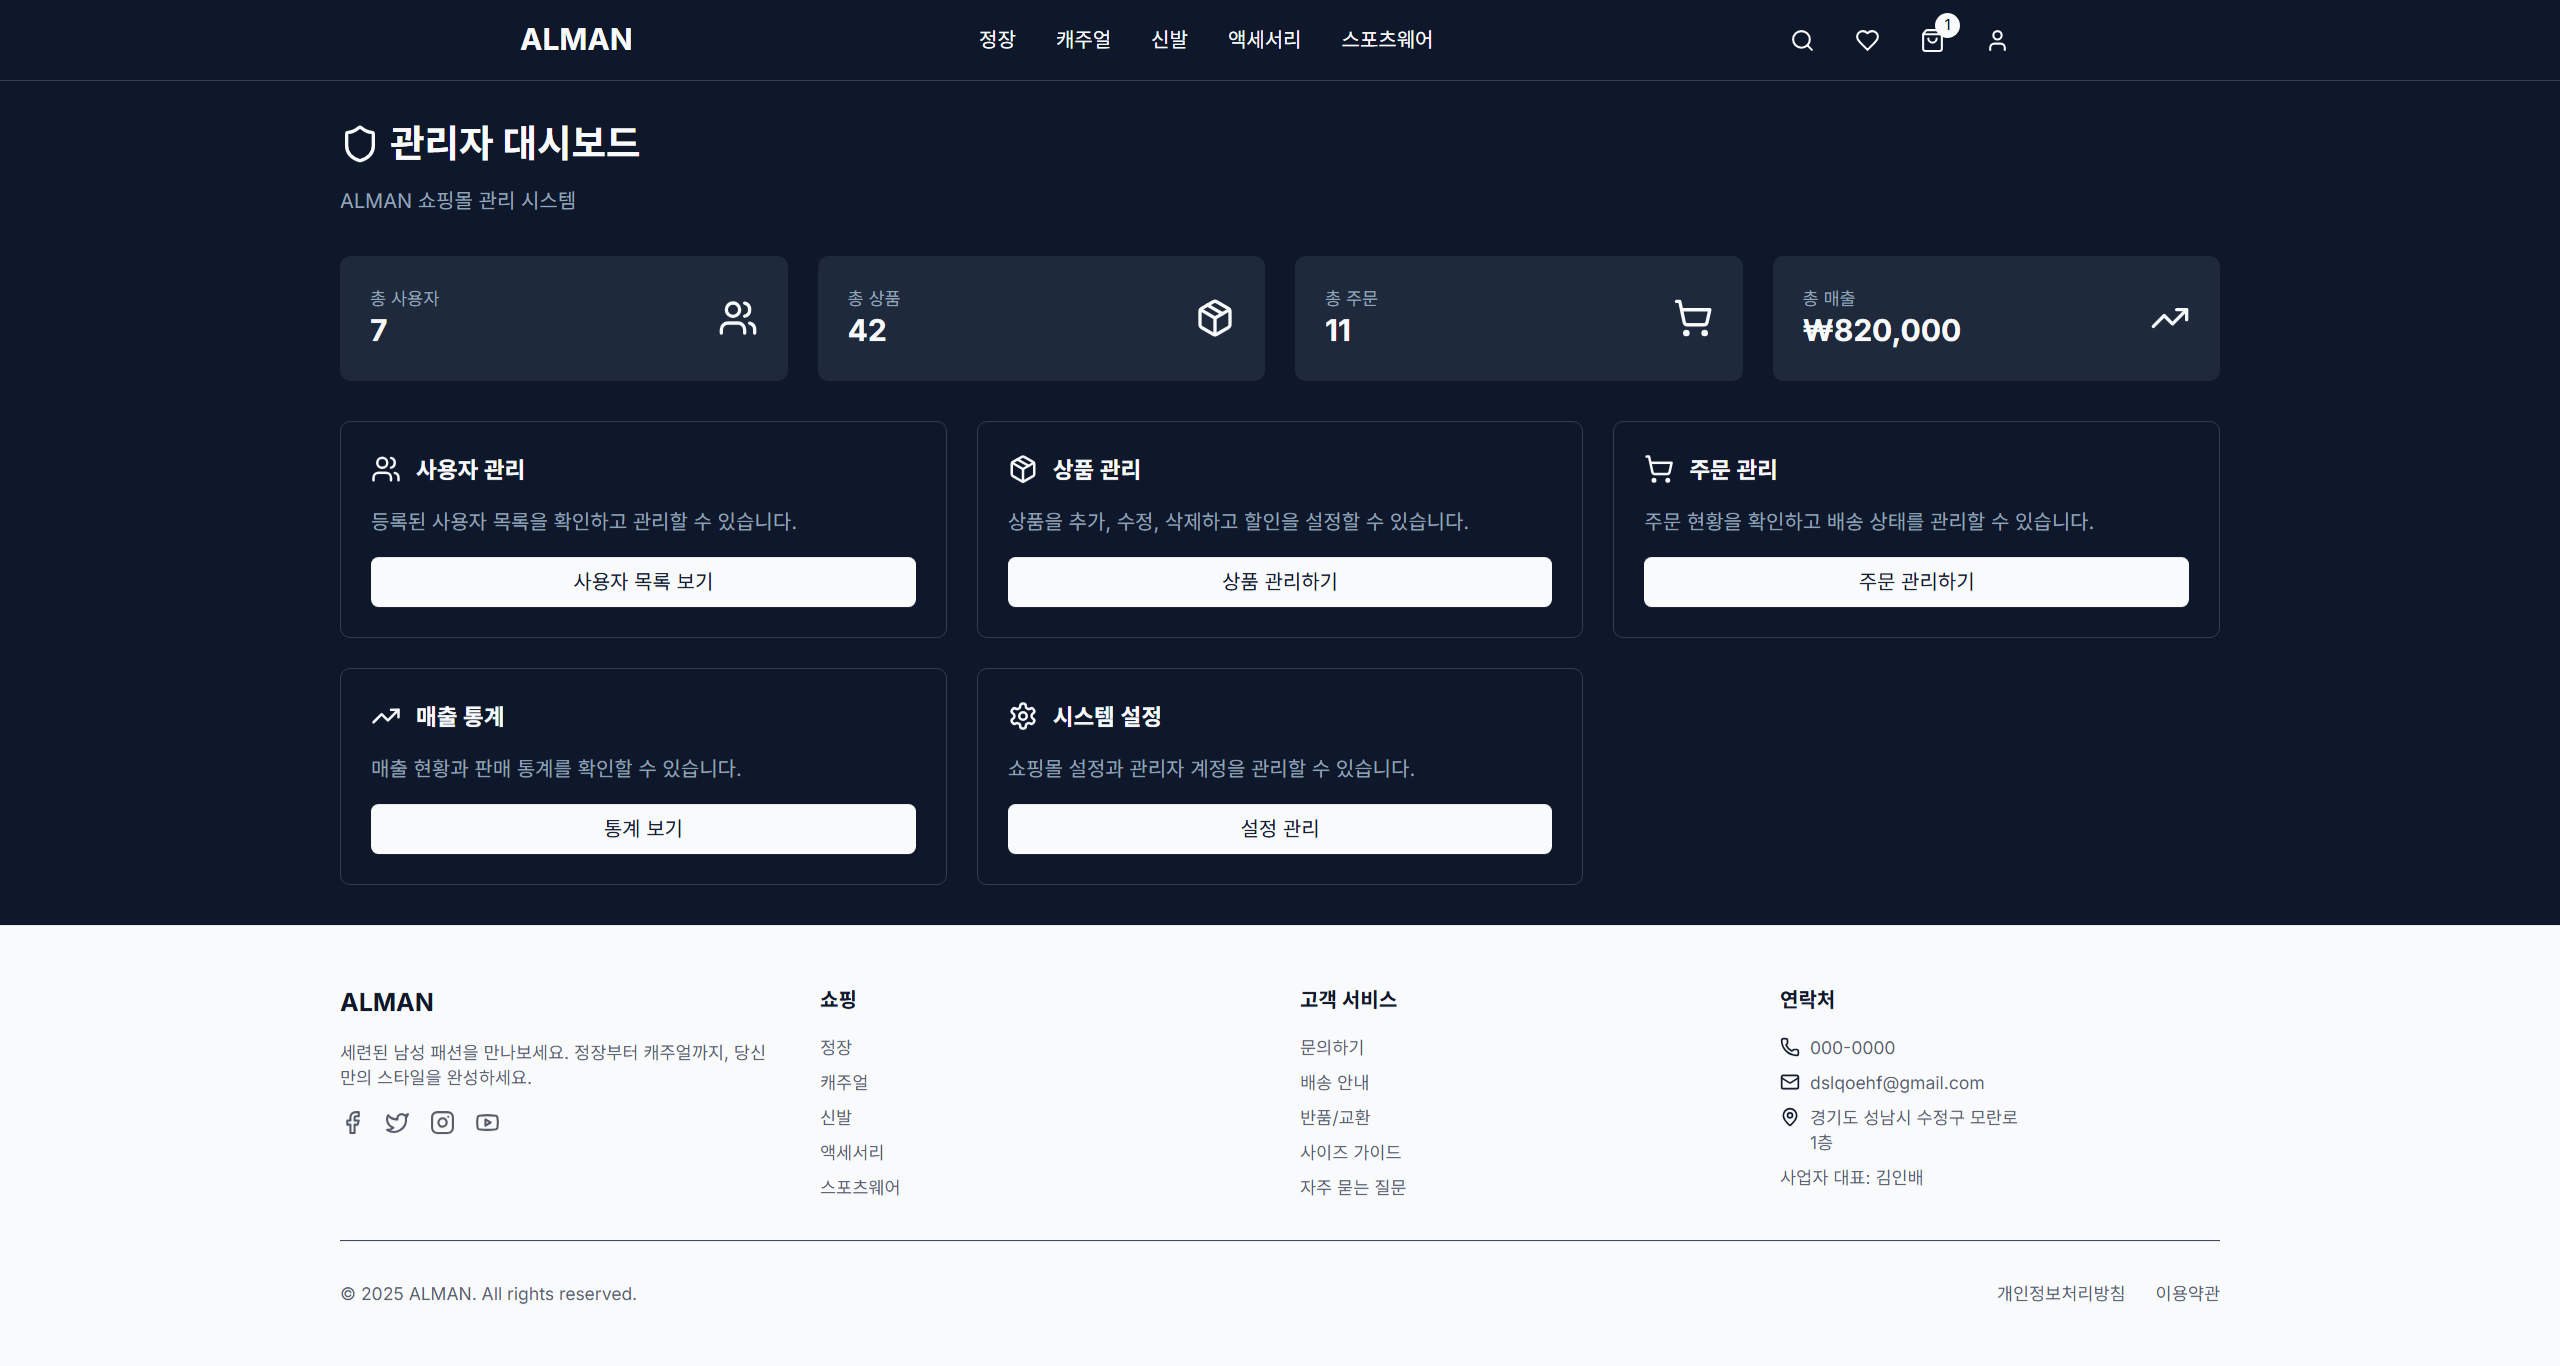 ALMAN
정장 캐주얼 신발 액세서리 스포츠웨어
1
관리자 대시보드
ALMAN 쇼핑몰 관리 시스템
총 사용자
7
총 상품
42
총 주문
11
총 매출
₩820,000
사용자 관리
등록된 사용자 목록을 확인하고 관리할 수 있습니다.
사용자 목록 보기
상품 관리
상품을 추가, 수정, 삭제하고 할인을 설정할 수 있습니다.
상품 관리하기
주문 관리
주문 현황을 확인하고 배송 상태를 관리할 수 있습니다.
주문 관리하기
매출 통계
매출 현황과 판매 통계를 확인할 수 있습니다.
통계 보기
시스템 설정
쇼핑몰 설정과 관리자 계정을 관리할 수 있습니다.
설정 관리
ALMAN
세련된 남성 패션을 만나보세요. 정장부터 캐주얼까지, 당신
만의 스타일을 완성하세요.
쇼핑
정장
캐주얼
신발
액세서리
스포츠웨어
고객 서비스
문의하기
배송 안내
반품/교환
사이즈 가이드
자주 묻는 질문
연락처
000-0000
dslqoehf@gmail.com
경기도 성남시 수정구 모란로
1층
사업자 대표: 김인배
© 2025 ALMAN. All rights reserved.
개인정보처리방침 이용약관